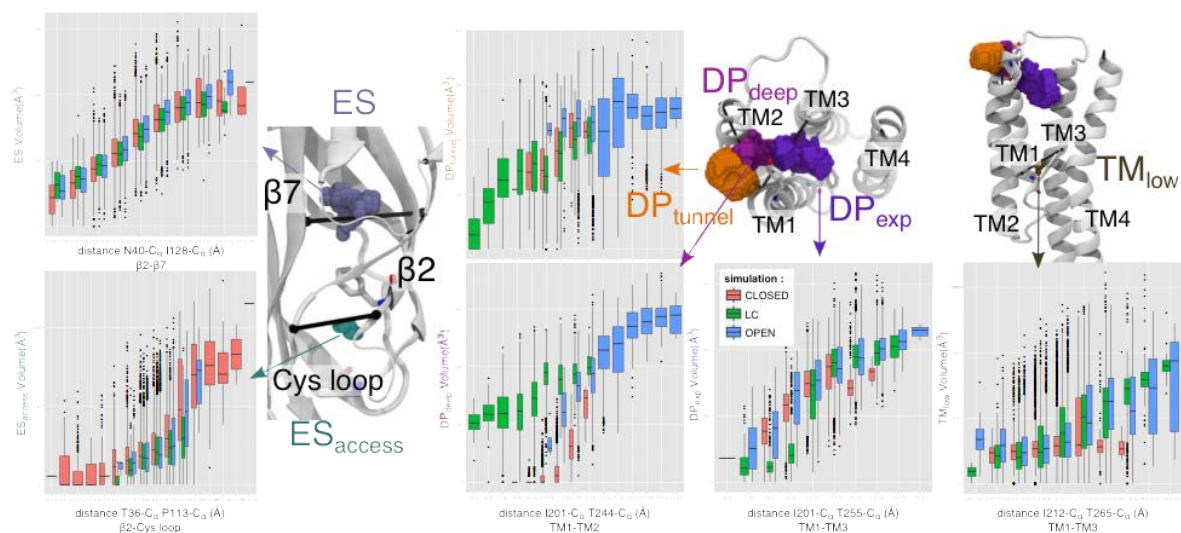 ES Volume(Å³)
distance N40-Cα I128-Cα (Å)
β2-β7
ES
β7
β2
Cys loop
ESaccess
ESaccess Volume(Å³)
distance T36-Cα P113-Cα (Å)
β2-Cys loop
DPtunnel Volume(Å³)
DPdeep
TM2
TM3
TM4
DPtunnel
TM1
DPexp
TM3
TM1
TMlow
TM2
TM4
DPdeep Volume(Å³)
distance I201-Cα T244-Cα (Å)
TM1-TM2
DPexp Volume(Å³)
simulation :
CLOSED
LC
OPEN
distance I201-Cα T255-Cα (Å)
TM1-TM3
TMlow Volume(Å³)
distance I212-Cα T265-Cα (Å)
TM1-TM3